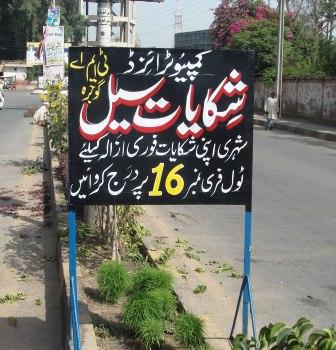 کمپیوٹرائزڈ
ٹی ایم اے
گوجرہ
شکایات سیل
شہری اپنی شکایات فوری ازالہ کیلئے
ٹول فری نمبر 16 پر درج کروائیں